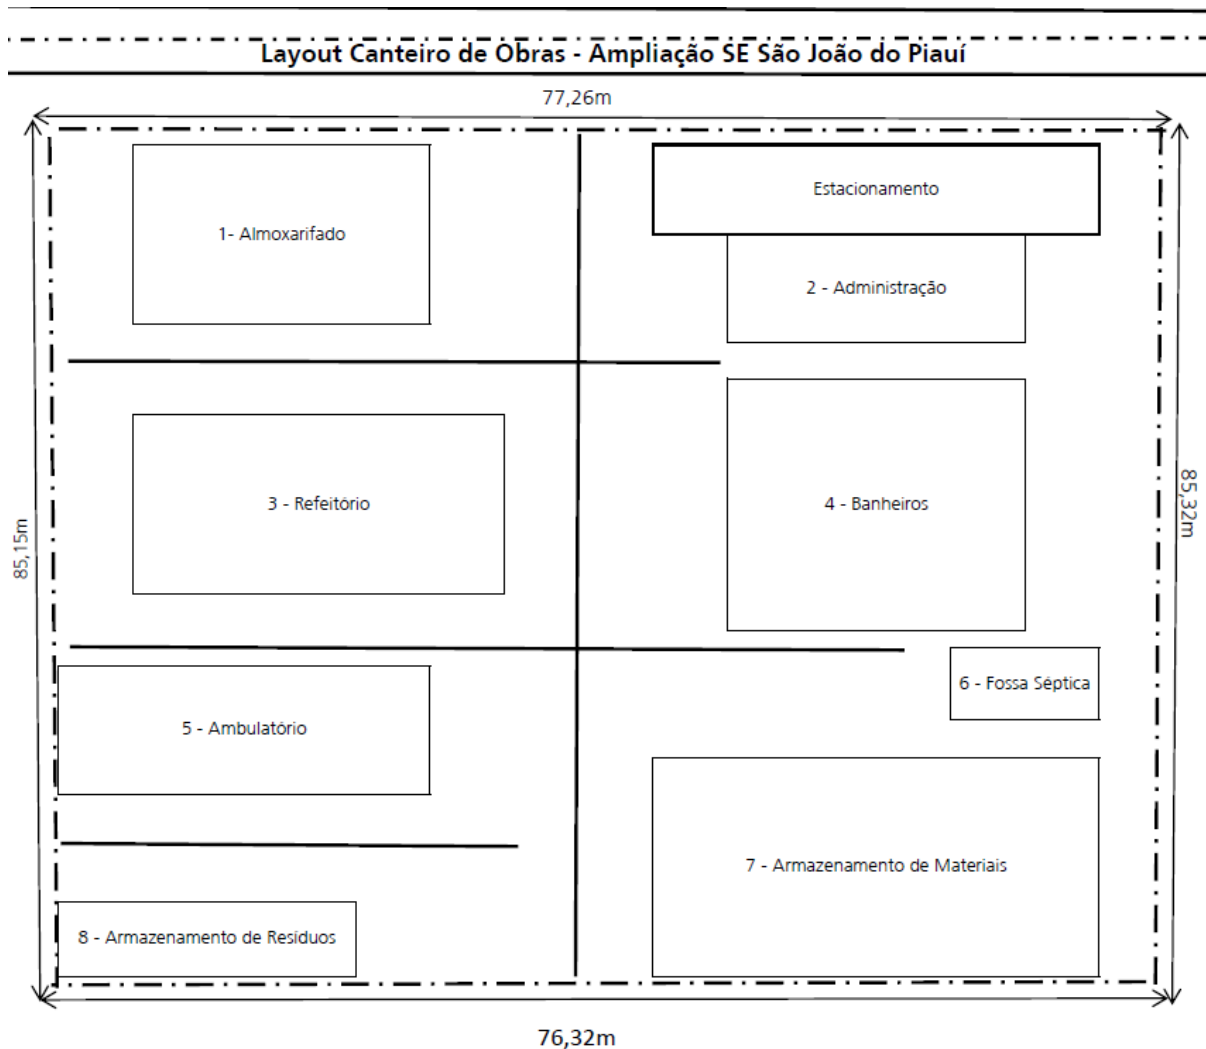 Layout Canteiro de Obras - Ampliação SE São João do Piauí
77,26m
Estacionamento
1- Almoxarifado
2 - Administração
3 - Refeitório
4 - Banheiros
85,15m
85,32m
6 - Fossa Séptica
5 - Ambulatório
7 - Armazenamento de Materiais
8 - Armazenamento de Resíduos
76,32m